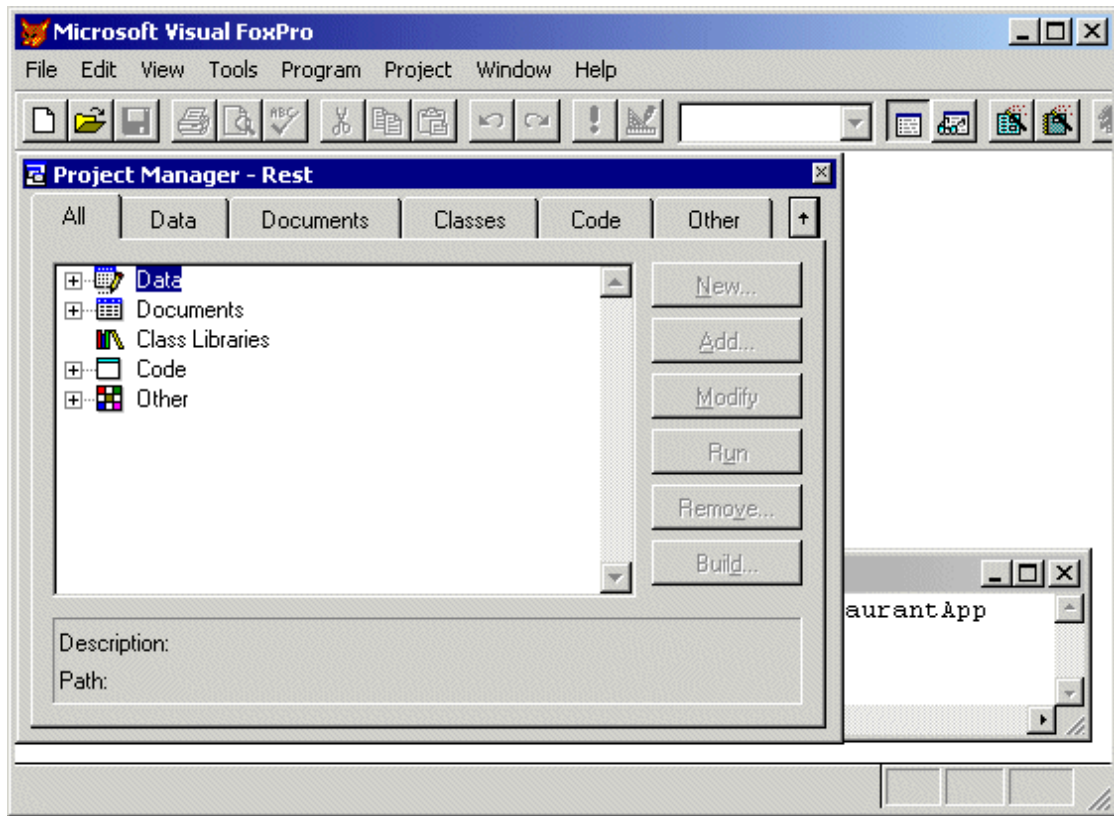 Microsoft Visual FoxPro
File Edit View Tools Program Project Window Help
ABC
Project Manager - Rest
All Data Documents Classes Code Other
Data
Documents
Class Libraries
Code
Other
New...
Add...
Modify
Run
Remove...
Build...
aurantApp
Description:
Path: